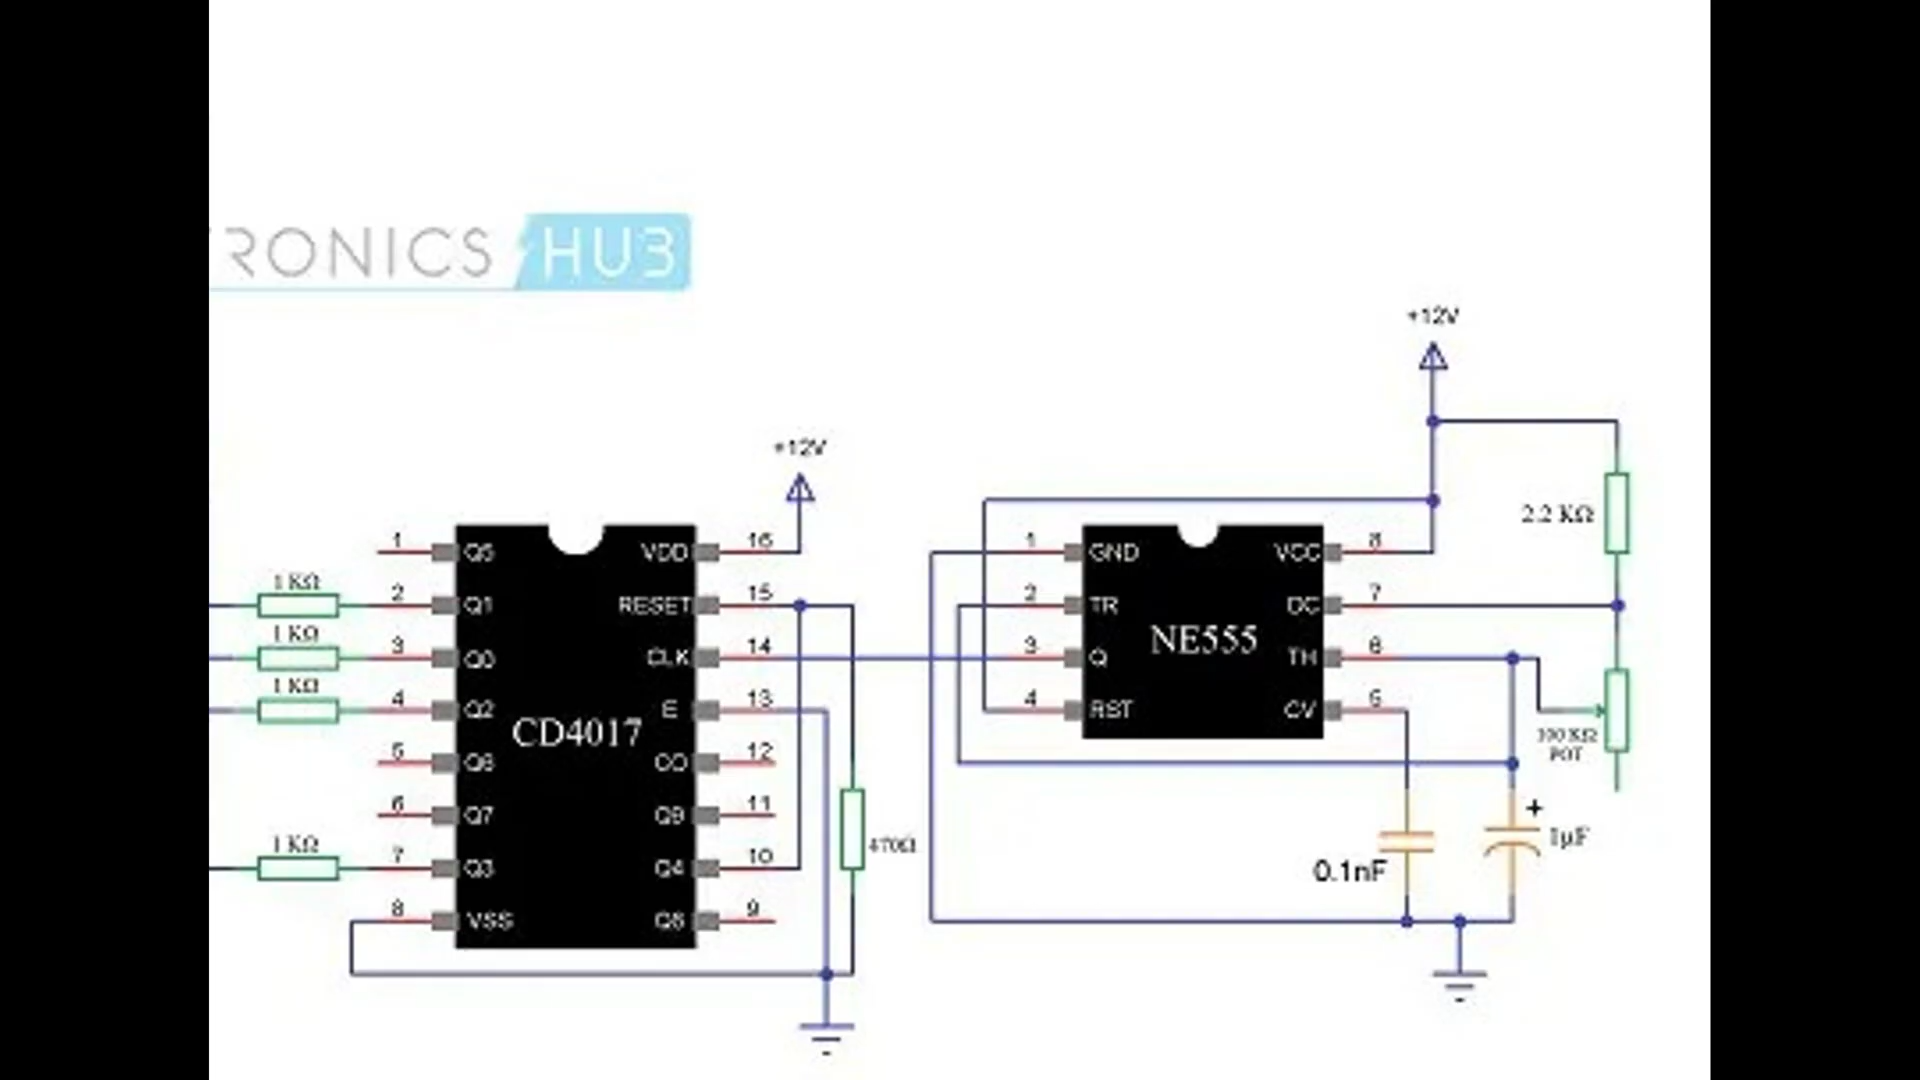 TRONICS HUB
+12V
+12V
2.2 KΩ
100 KΩ
POT
1 KΩ
1 KΩ
1 KΩ
1 KΩ
1 Q5 VDD 16
2 Q1 RESET 15
3 Q0 CLK 14
4 Q2 E 13
5 Q6 CO 12
6 Q7 Q9 11
7 Q3 Q4 10
8 VSS Q8 9
CD4017
470Ω
1 GND VCC 8
2 TR DC 7
3 Q TH 6
4 RST CV 5
NE555
+
1µF
0.1nF